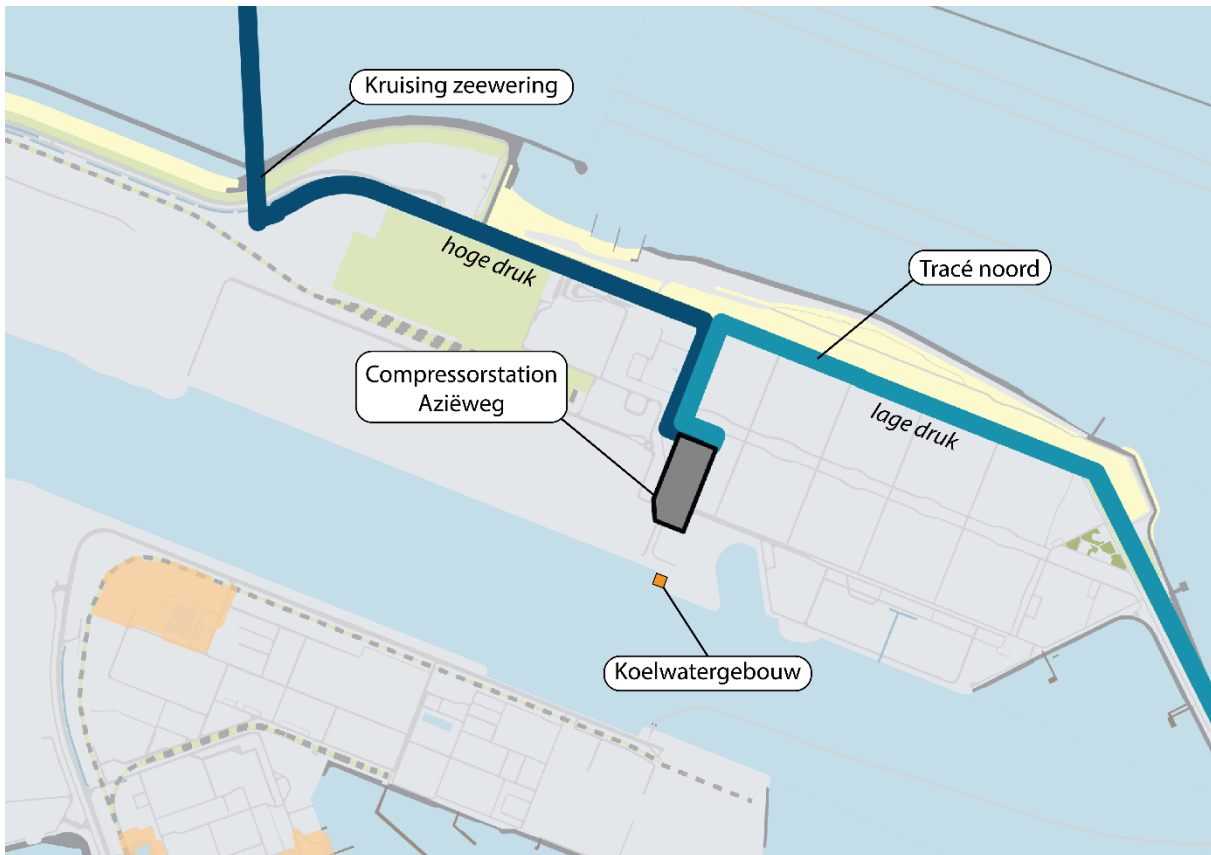 Kruising zeewering
hoge druk
Tracé noord
Compressorstation
Aziëweg
lage druk
Koelwatergebouw